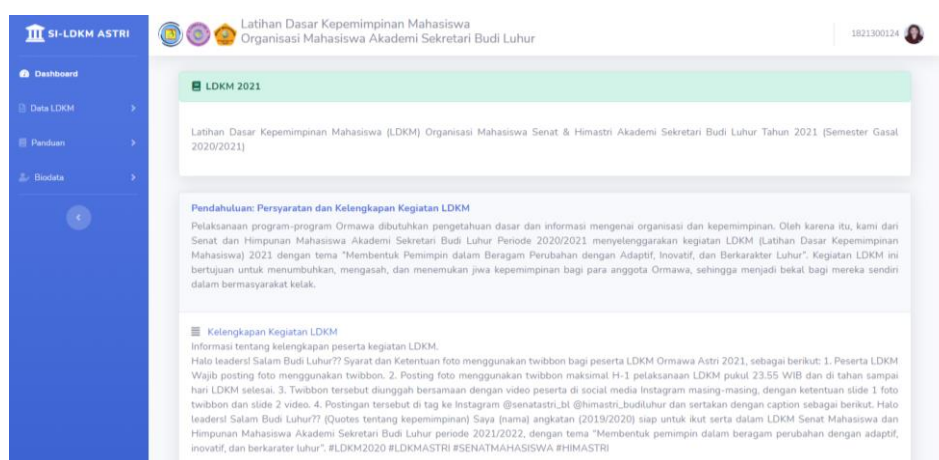 SI-LDKM ASTRI
Latihan Dasar Kepemimpinan Mahasiswa
Organisasi Mahasiswa Akademi Sekretari Budi Luhur
1821300124
Dashboard
Data LDKM
Panduan
Biodata
LDKM 2021
Latihan Dasar Kepemimpinan Mahasiswa (LDKM) Organisasi Mahasiswa Senat & Himastri Akademi Sekretari Budi Luhur Tahun 2021 (Semester Gasal
2020/2021)
Pendahuluan: Persyaratan dan Kelengkapan Kegiatan LDKM
Pelaksanaan program-program Ormawa dibutuhkan pengetahuan dasar dan informasi mengenai organisasi dan kepemimpinan. Oleh karena itu, kami dari
Senat dan Himpunan Mahasiswa Akademi Sekretari Budi Luhur Periode 2020/2021 menyelenggarakan kegiatan LDKM (Latihan Dasar Kepemimpinan
Mahasiswa) 2021 dengan tema "Membentuk Pemimpin dalam Beragam Perubahan dengan Adaptif, Inovatif, dan Berkarakter Luhur". Kegiatan LDKM ini
bertujuan untuk menumbuhkan, mengasah, dan menemukan jiwa kepemimpinan bagi para anggota Ormawa, sehingga menjadi bekal bagi mereka sendiri
dalam bermasyarakat kelak.
Kelengkapan Kegiatan LDKM
Informasi tentang kelengkapan peserta kegiatan LDKM.
Halo leaders! Salam Budi Luhur?? Syarat dan Ketentuan foto menggunakan twibbon bagi peserta LDKM Ormawa Astri 2021, sebagai berikut: 1. Peserta LDKM
Wajib posting foto menggunakan twibbon. 2. Posting foto menggunakan twibbon maksimal H-1 pelaksanaan LDKM pukul 23.55 WIB dan di tahan sampai
hari LDKM selesai. 3. Twibbon tersebut diunggah bersamaan dengan video peserta di social media Instagram masing-masing, dengan ketentuan slide 1 foto
twibbon dan slide 2 video. 4. Postingan tersebut di tag ke Instagram @senatastri_bl @himastri_budiluhur dan sertakan dengan caption sebagai berikut. Halo
leaders! Salam Budi Luhur?? (Quotes tentang kepemimpinan) Saya (nama) angkatan (2019/2020) siap untuk ikut serta dalam LDKM Senat Mahasiswa dan
Himpunan Mahasiswa Akademi Sekretari Budi Luhur periode 2021/2022, dengan tema "Membentuk pemimpin dalam beragam perubahan dengan adaptif,
inovatif, dan berkarater luhur". #LDKM2020 #LDKMASTRI #SENATMAHASISWA #HIMASTRI